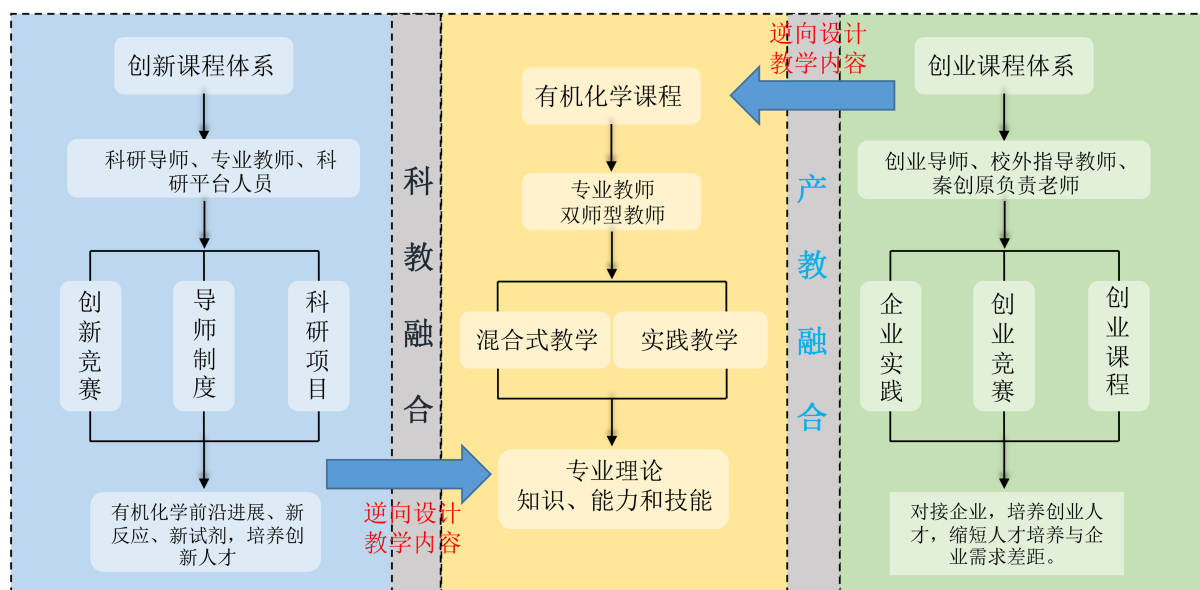 创新课程体系
科研导师、专业教师、科
研平台人员
创新竞赛
导师制度
科研项目
有机化学前沿进展、新
反应、新试剂，培养创
新人才
科教融合
逆向设计
教学内容
有机化学课程
专业教师
双师型教师
混合式教学
实践教学
专业理论
知识、能力和技能
逆向设计
教学内容
产教融合
创业课程体系
创业导师、校外指导教师、
秦创原负责老师
企业实践
创业竞赛
创业课程
对接企业，培养创业人
才，缩短人才培养与企
业需求差距。